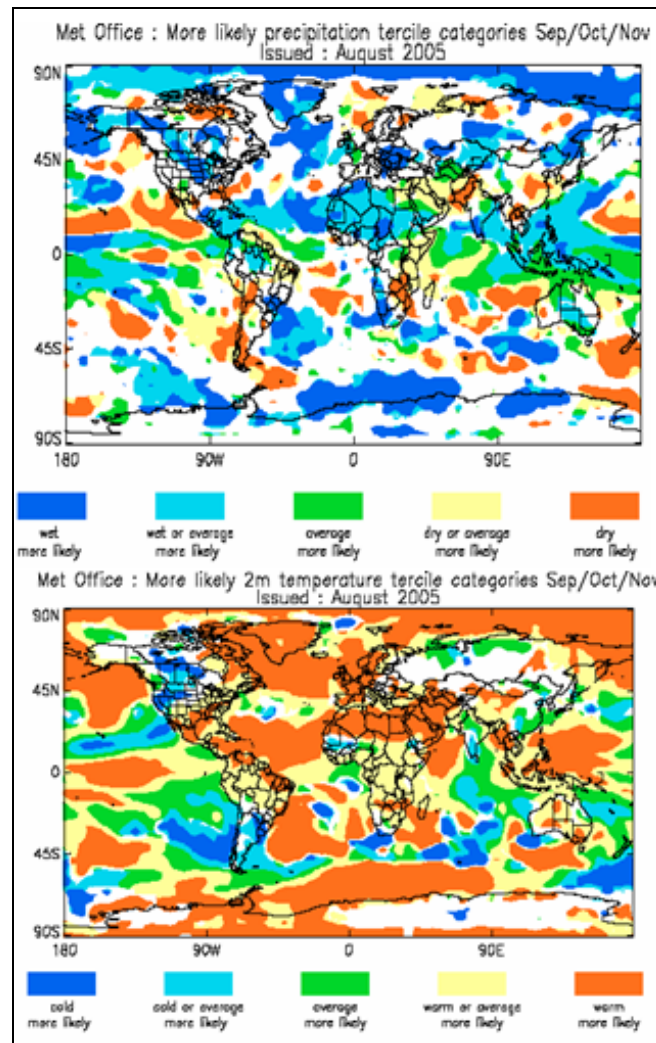 Met Office : More likely precipitation tercile categories Sep/Oct/Nov
Issued : August 2005
90N
45N
0
45S
90S
180 90W 0 90E
wet more likely
wet or average more likely
average more likely
dry or average more likely
dry more likely
Met Office : More likely 2m temperature tercile categories Sep/Oct/Nov
Issued : August 2005
90N
45N
0
45S
90S
180 90W 0 90E
cold more likely
cold or average more likely
average more likely
warm or average more likely
warm more likely